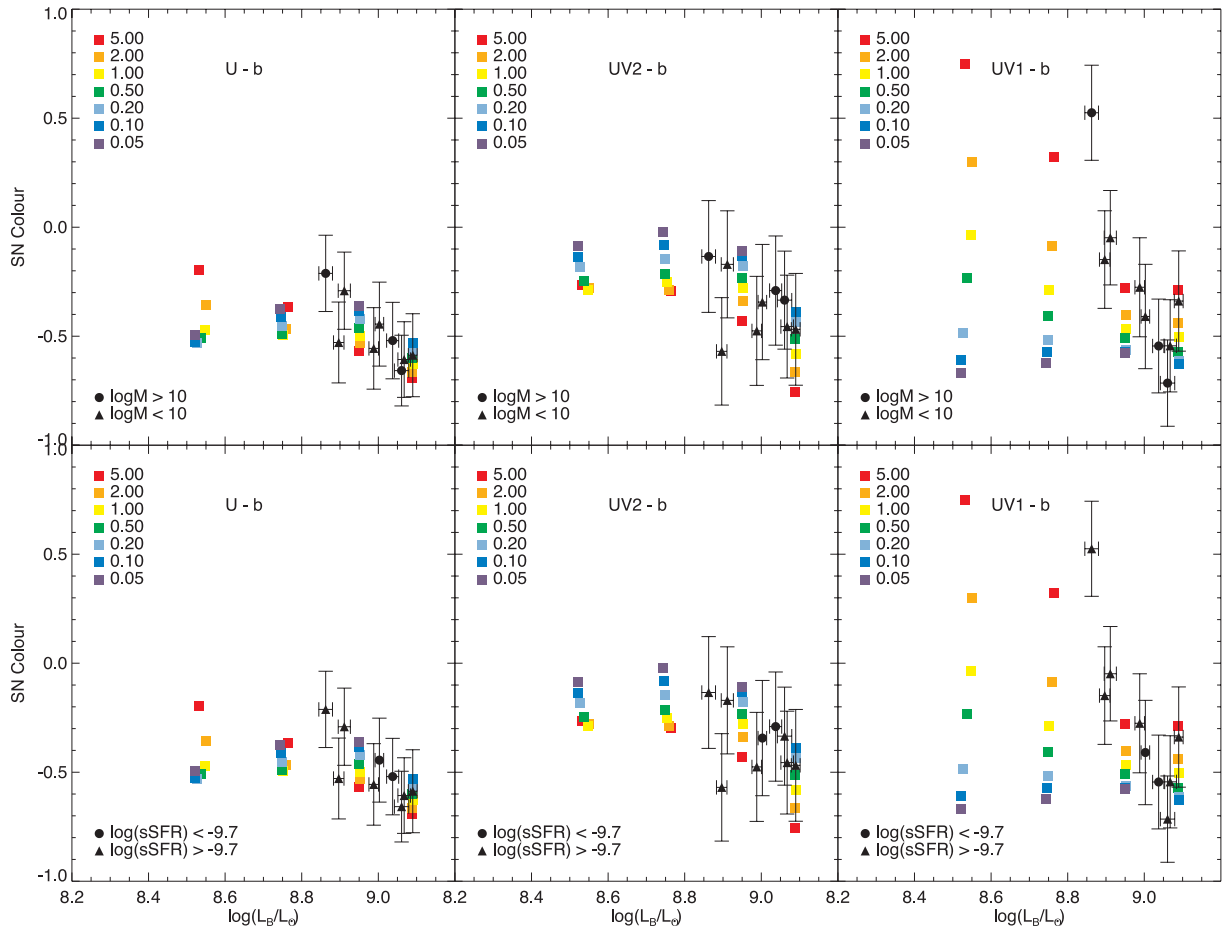 1.0
0.5
0.0
-0.5
-1.0
SN Colour
5.00
2.00
1.00
0.50
0.20
0.10
0.05
U - b
logM > 10
logM < 10
5.00
2.00
1.00
0.50
0.20
0.10
0.05
UV2 - b
logM > 10
logM < 10
5.00
2.00
1.00
0.50
0.20
0.10
0.05
UV1 - b
logM > 10
logM < 10
1.0
0.5
0.0
-0.5
-1.0
SN Colour
5.00
2.00
1.00
0.50
0.20
0.10
0.05
U - b
log(sSFR) < -9.7
log(sSFR) > -9.7
5.00
2.00
1.00
0.50
0.20
0.10
0.05
UV2 - b
log(sSFR) < -9.7
log(sSFR) > -9.7
5.00
2.00
1.00
0.50
0.20
0.10
0.05
UV1 - b
log(sSFR) < -9.7
log(sSFR) > -9.7
8.2 8.4 8.6 8.8 9.0 8.2 8.4 8.6 8.8 9.0 8.2 8.4 8.6 8.8 9.0 9.2
log(L_B/L_⊙) log(L_B/L_⊙) log(L_B/L_⊙)